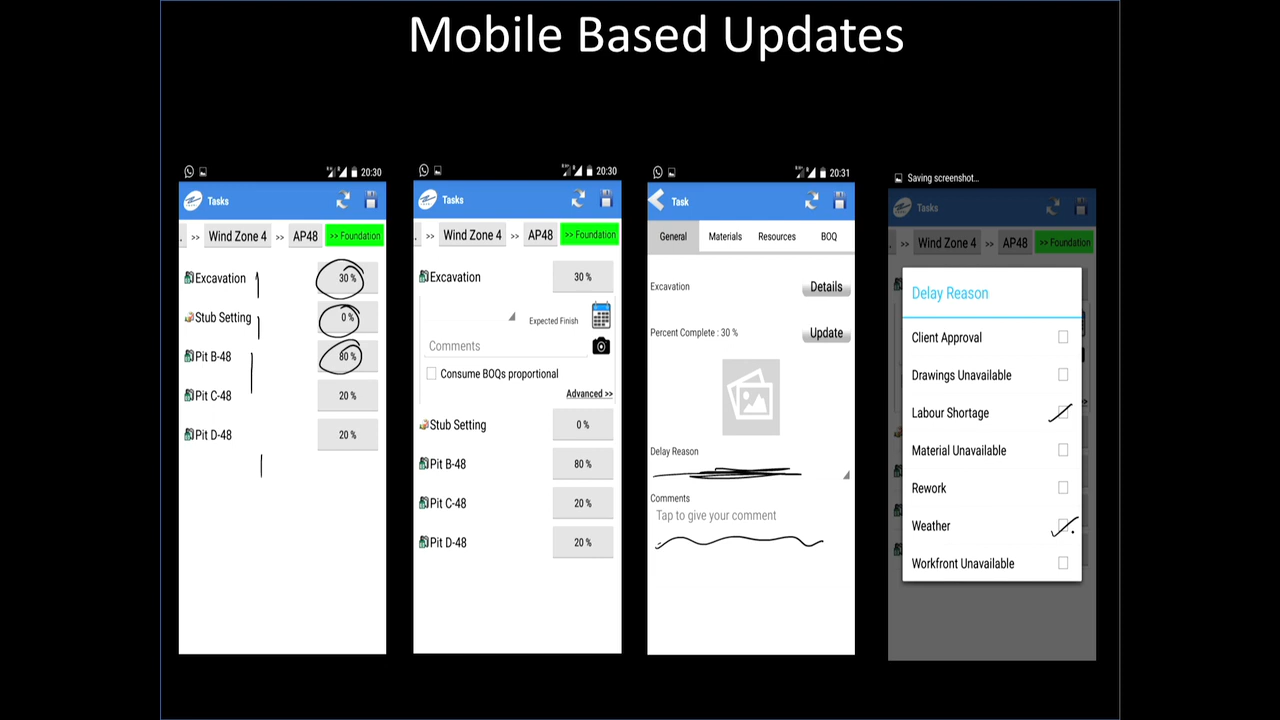 Mobile Based Updates
20:30
Tasks
. >> Wind Zone 4 >> AP48 >> Foundation
Excavation 30 %
Stub Setting 0 %
Pit B-48 80 %
Pit C-48 20 %
Pit D-48 20 %
20:30
Tasks
. >> Wind Zone 4 >> AP48 >> Foundation
Excavation 30 %
Expected Finish
Comments
Consume BOQs proportional
Advanced >>
Stub Setting 0 %
Pit B-48 80 %
Pit C-48 20 %
Pit D-48 20 %
20:31
Task
General Materials Resources BOQ
Excavation Details
Percent Complete : 30 % Update
Delay Reason
Comments
Tap to give your comment
Saving screenshot...
Tasks
>> Wind Zone 4 >> AP48 >> Foundation
Delay Reason
Client Approval
Drawings Unavailable
Labour Shortage
Material Unavailable
Rework
Weather
Workfront Unavailable